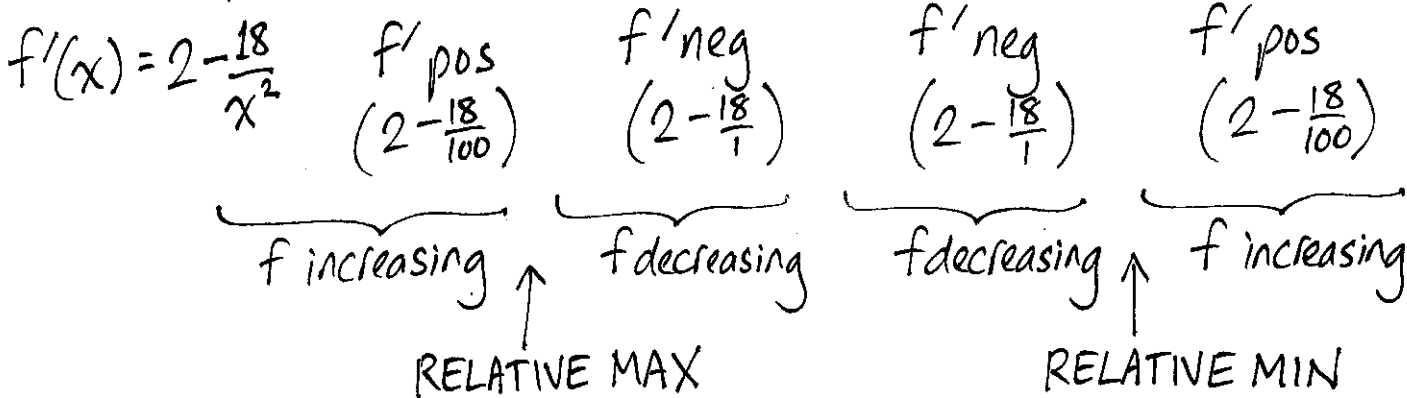 f'(x) = 2 - 18/x² f' pos f' neg f' neg f' pos
(2 - 18/100) (2 - 18/1) (2 - 18/1) (2 - 18/100)
f increasing f decreasing f decreasing f increasing
RELATIVE MAX RELATIVE MIN